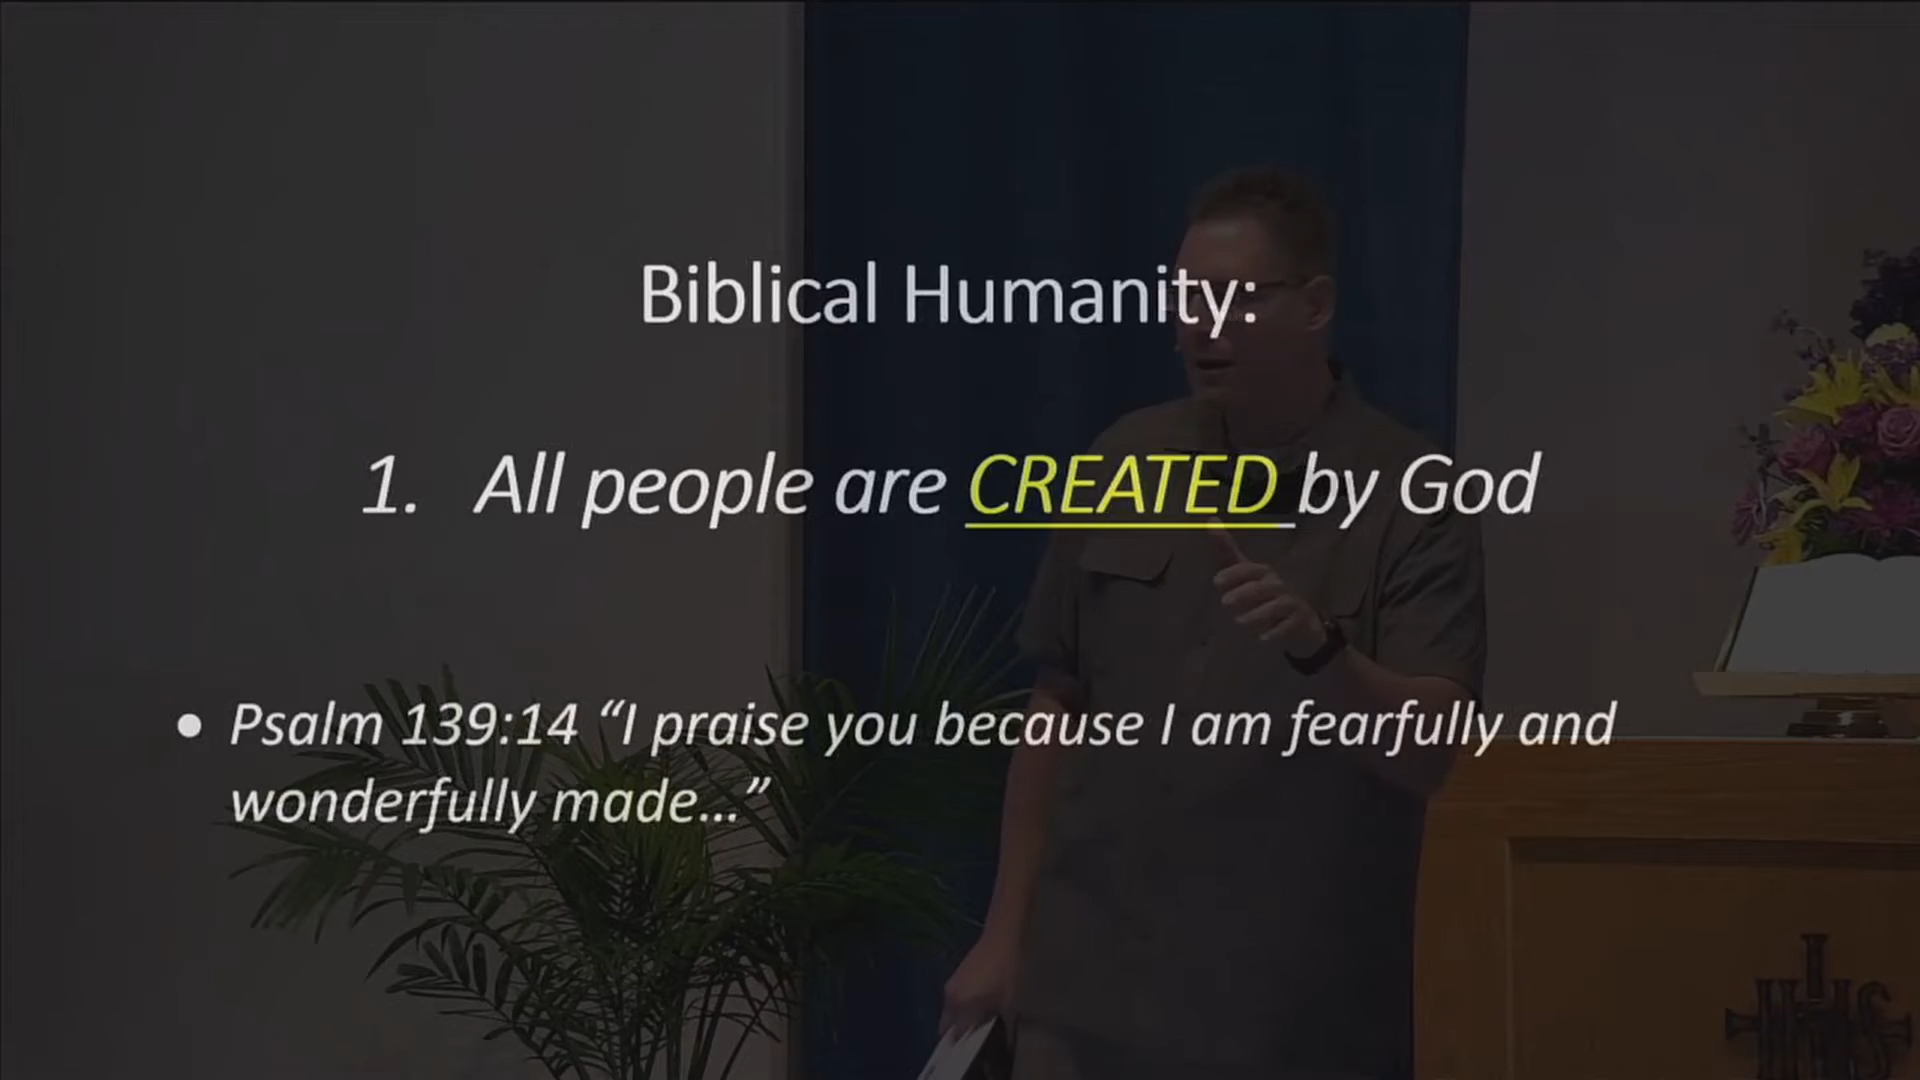 Biblical Humanity:
1. All people are CREATED by God
● Psalm 139:14 “I praise you because I am fearfully and
wonderfully made...”
IHS